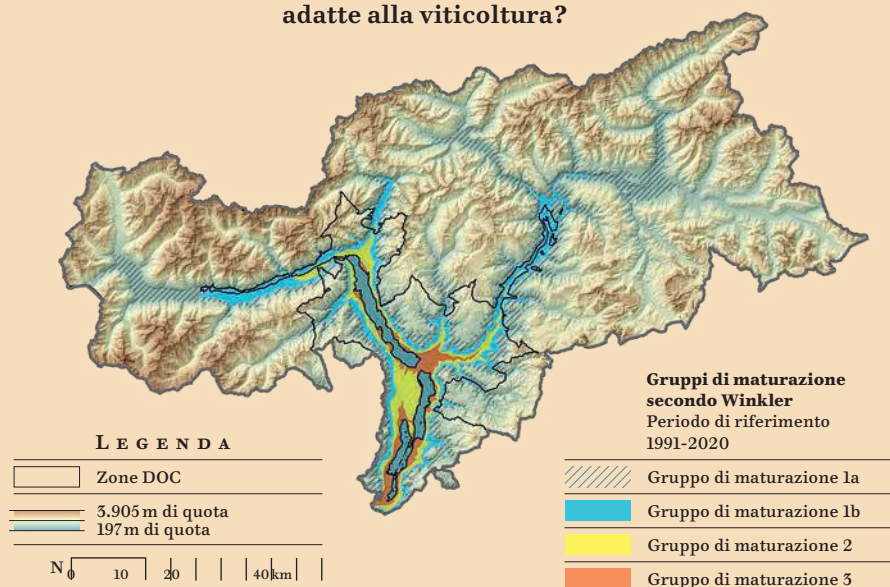 adatte alla viticoltura?
LEGENDA
Zone DOC
3.905 m di quota
197 m di quota
N
0 10 20 40 km
Gruppi di maturazione
secondo Winkler
Periodo di riferimento
1991-2020
Gruppo di maturazione 1a
Gruppo di maturazione 1b
Gruppo di maturazione 2
Gruppo di maturazione 3